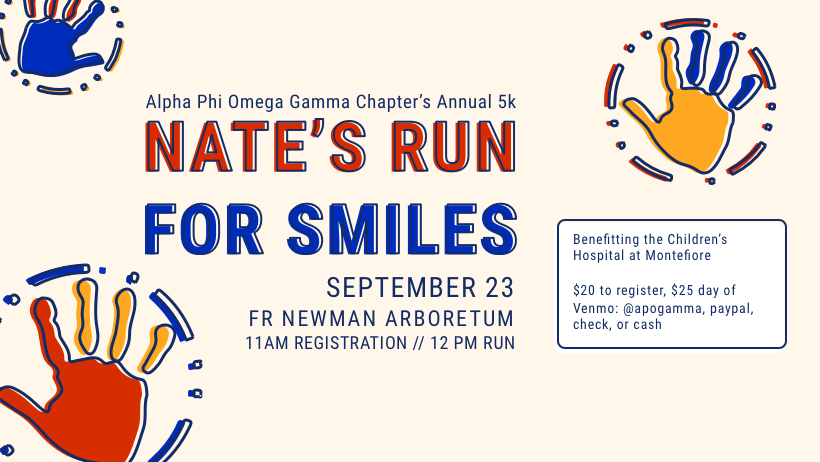 Alpha Phi Omega Gamma Chapter's Annual 5k
NATE'S RUN
FOR SMILES
SEPTEMBER 23
FR NEWMAN ARBORETUM
11AM REGISTRATION // 12 PM RUN
Benefitting the Children's
Hospital at Montefiore
$20 to register, $25 day of
Venmo: @apogamma, paypal,
check, or cash